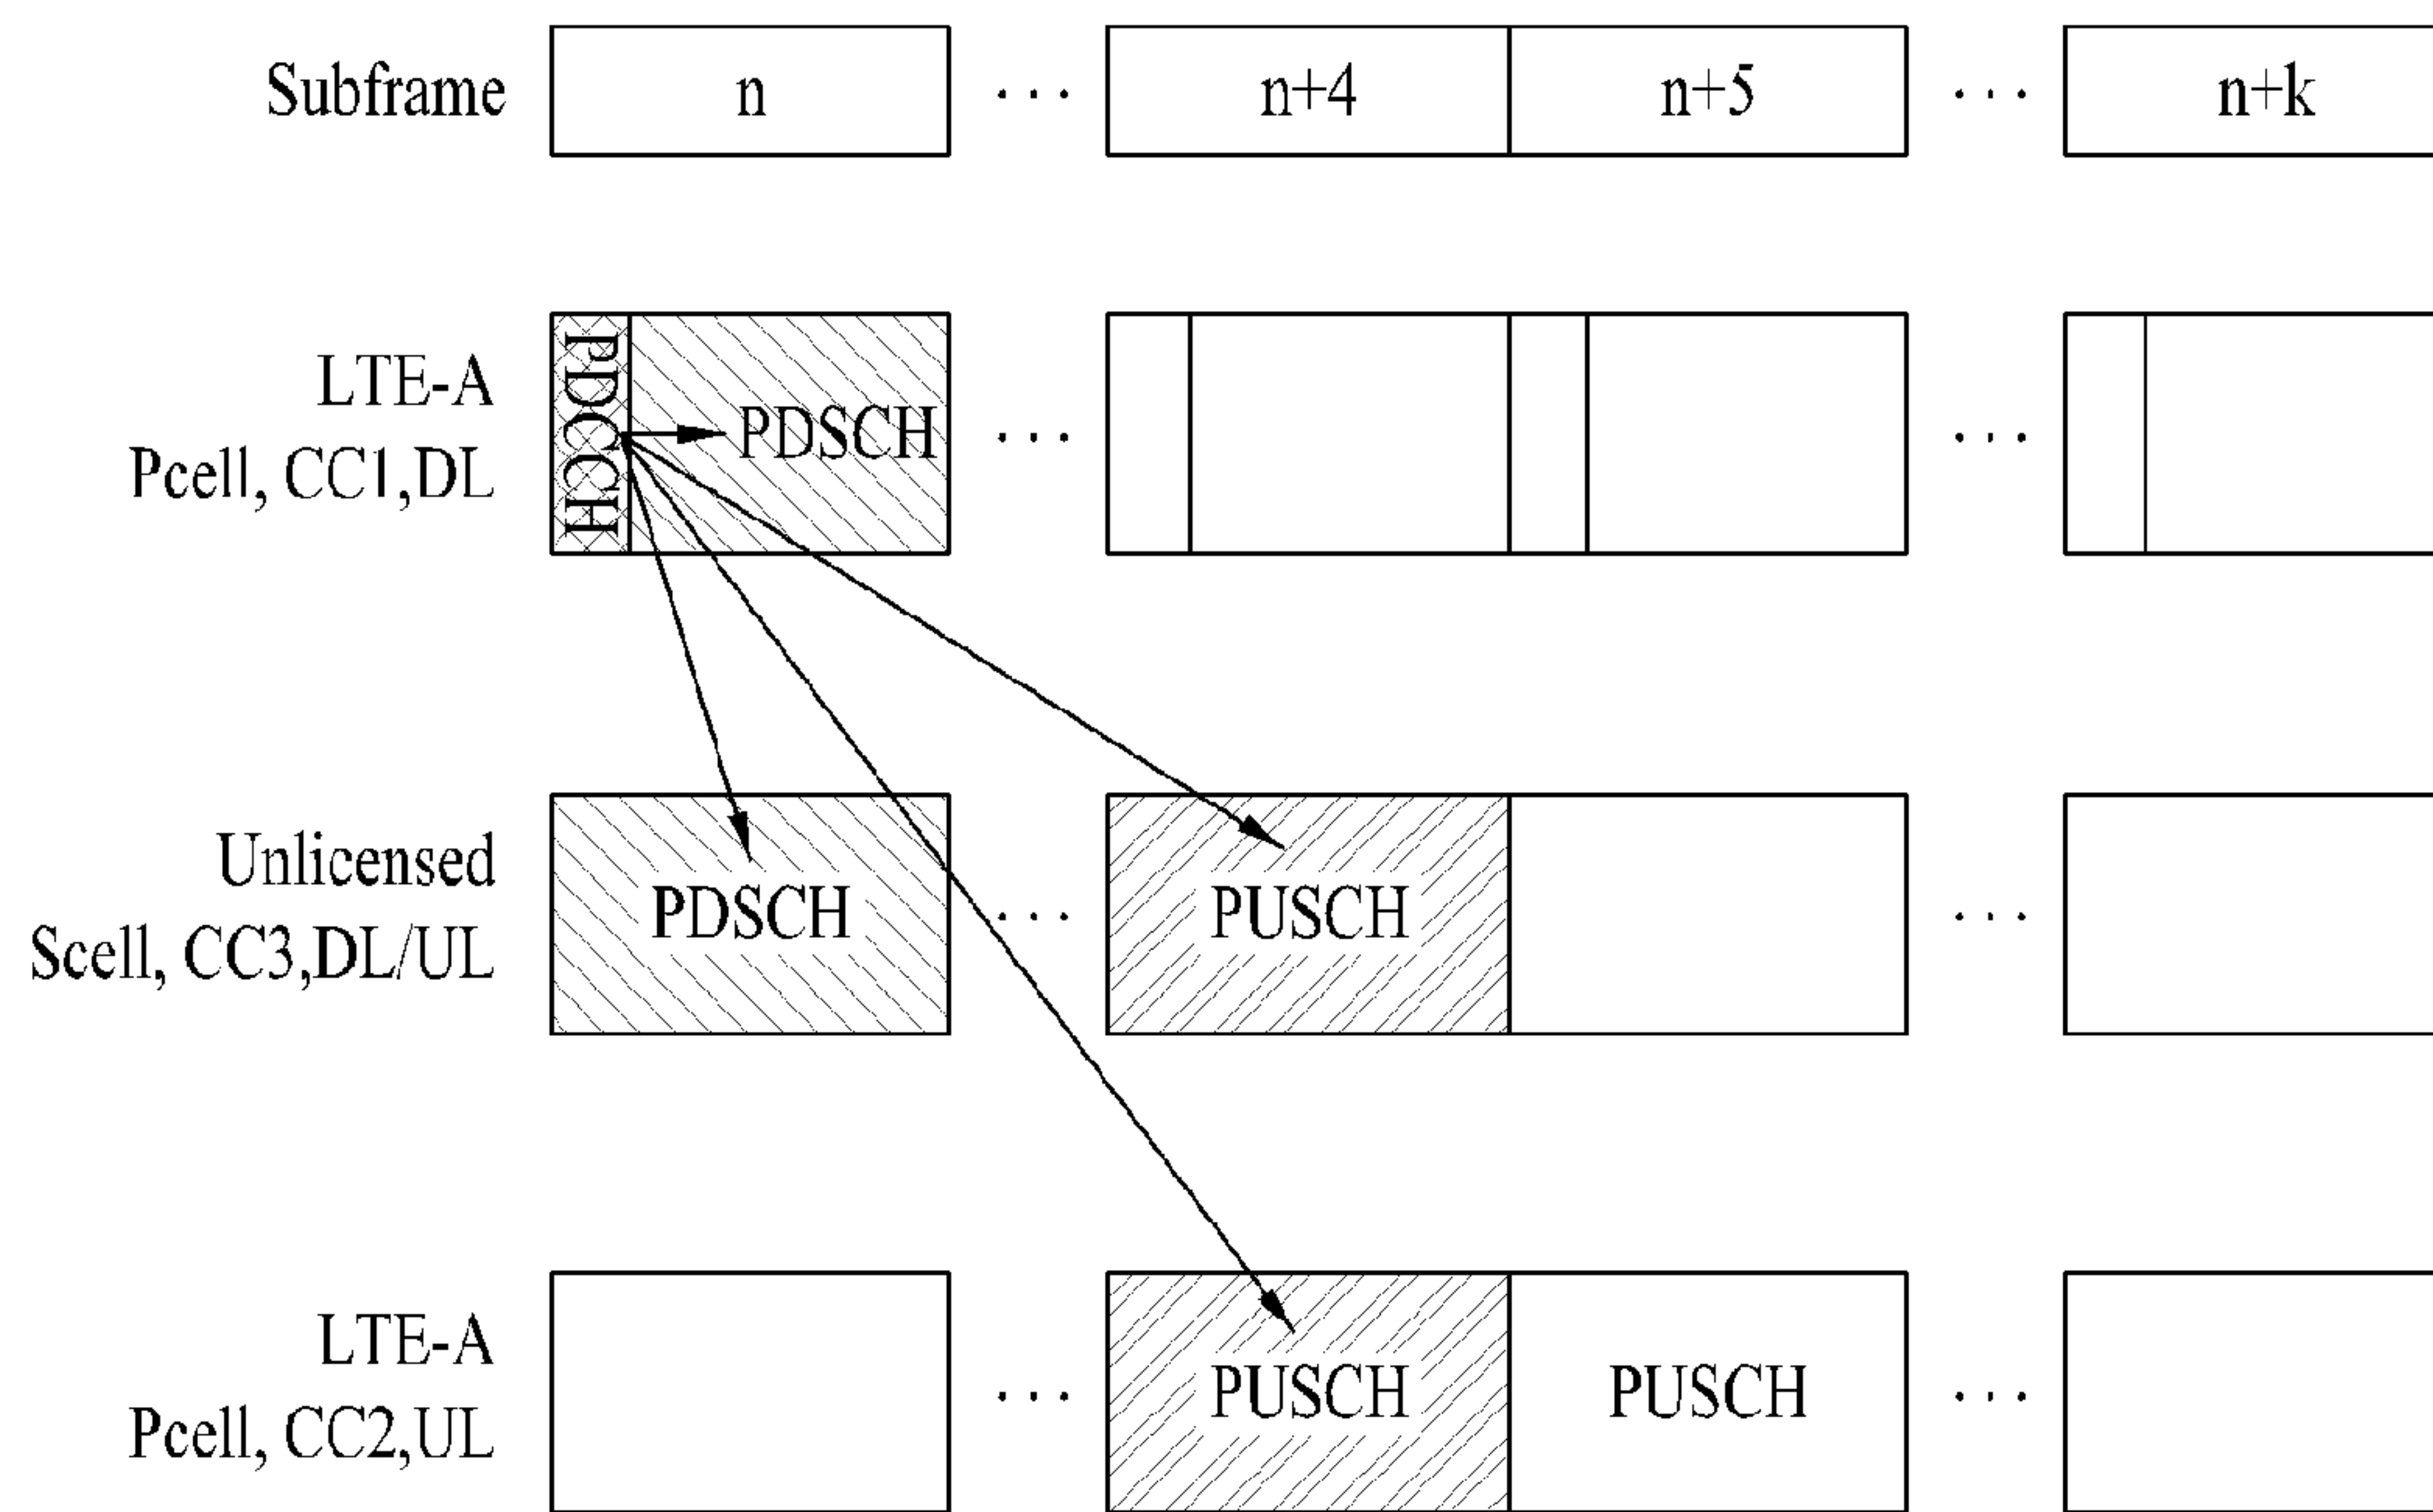 Subframe n ... n+4 n+5 ... n+k
LTE-A
Pcell, CC1,DL
PDCCH
PDSCH
...
...
Unlicensed
Scell, CC3,DL/UL
PDSCH
...
PUSCH
...
LTE-A
Pcell, CC2,UL
...
PUSCH
PUSCH
...